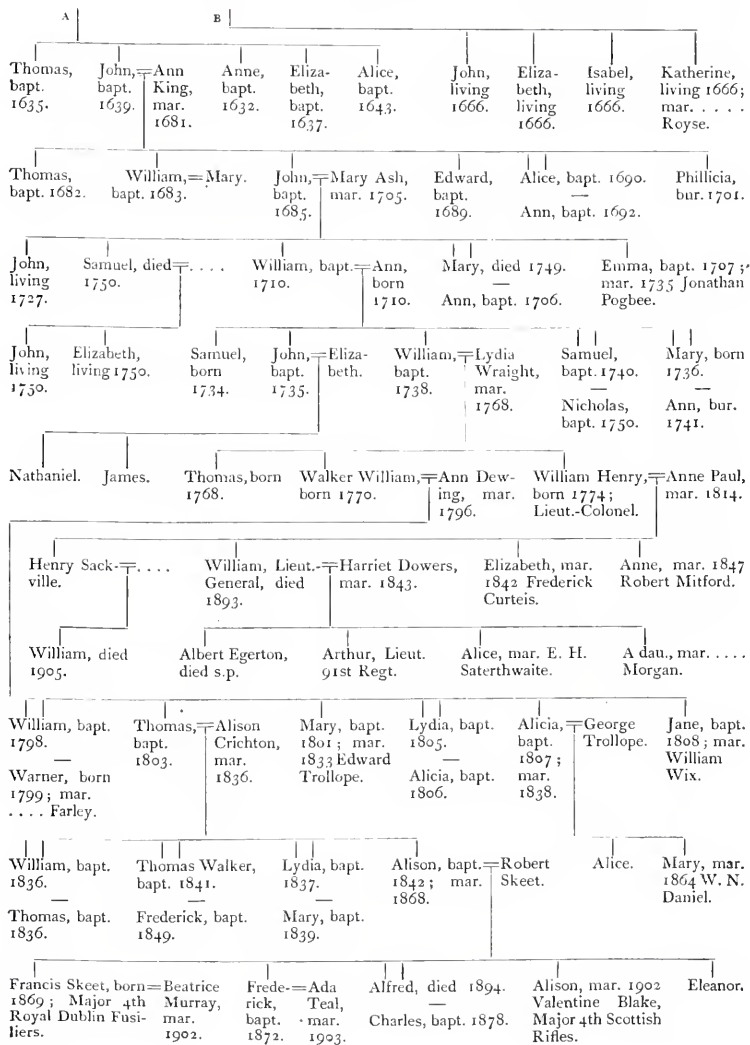 A
B
Thomas,
bapt.
1635.
John,
bapt.
1639.
Ann
King,
mar.
1681.
Anne,
bapt.
1632.
Eliza-
beth,
bapt.
1637.
Alice,
bapt.
1643.
John,
living
1666.
Eliza-
beth,
living
1666.
Isabel,
living
1666.
Katherine,
living 1666;
mar. . . . .
Royse.
Thomas,
bapt. 1682.
William,=Mary.
bapt. 1683.
John,
bapt.
1685.
Mary Ash,
mar. 1705.
Edward,
bapt.
1689.
Alice, bapt. 1690.
—
Ann, bapt. 1692.
Phillicia,
bur. 1701.
John,
living
1727.
Samuel, died
1750.
. . . .
William, bapt.
1710.
Ann,
born
1710.
Mary, died 1749.
—
Ann, bapt. 1706.
Emma, bapt. 1707;
mar. 1735 Jonathan
Pogbee.
John,
living
1750.
Elizabeth,
living 1750.
Samuel,
born
1734.
John,
bapt.
1735.
Eliza-
beth.
William,
bapt.
1738.
Lydia
Wraight,
mar.
1768.
Samuel,
bapt. 1740.
—
Nicholas,
bapt. 1750.
Mary, born
1736.
—
Ann, bur.
1741.
Nathaniel.
James.
Thomas, born
1768.
Walker William,
born 1770.
Ann Dew-
ing, mar.
1796.
William Henry,
born 1774;
Lieut.-Colonel.
Anne Paul,
mar. 1814.
Henry Sack-
ville.
. . . .
William, Lieut.-
General, died
1893.
Harriet Dowers,
mar. 1843.
Elizabeth, mar.
1842 Frederick
Curteis.
Anne, mar. 1847
Robert Mitford.
William, died
1905.
Albert Egerton,
died s.p.
Arthur, Lieut.
91st Regt.
Alice, mar. E. H.
Saterthwaite.
A dau., mar. . . . .
Morgan.
William, bapt.
1798.
—
Warner, born
1799; mar.
. . . . Farley.
Thomas,
bapt.
1803.
Alison
Crichton,
mar.
1836.
Mary, bapt.
1801; mar.
1833 Edward
Trollope.
Lydia, bapt.
1805.
—
Alicia, bapt.
1806.
Alicia,
bapt.
1807;
mar.
1838.
George
Trollope.
Jane, bapt.
1808; mar.
William
Wix.
William, bapt.
1836.
—
Thomas, bapt.
1836.
Thomas Walker,
bapt. 1841.
—
Frederick, bapt.
1849.
Lydia, bapt.
1837.
—
Mary, bapt.
1839.
Alison, bapt.
1842; mar.
1868.
Robert
Skeet.
Alice.
Mary, mar.
1864 W. N.
Daniel.
Francis Skeet, born=
1869; Major 4th
Royal Dublin Fusi-
liers.
Beatrice
Murray,
mar.
1902.
Frede-=
rick,
bapt.
1872.
Ada
Teal,
mar.
1903.
Alfred, died 1894.
—
Charles, bapt. 1878.
Alison, mar. 1902
Valentine Blake,
Major 4th Scottish
Rifles.
Eleanor.